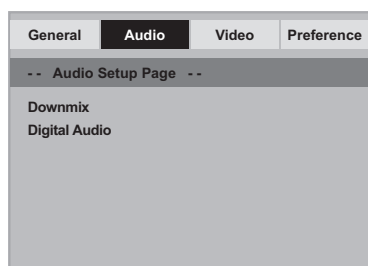 General Audio Video Preference
- - Audio Setup Page - -
Downmix
Digital Audio